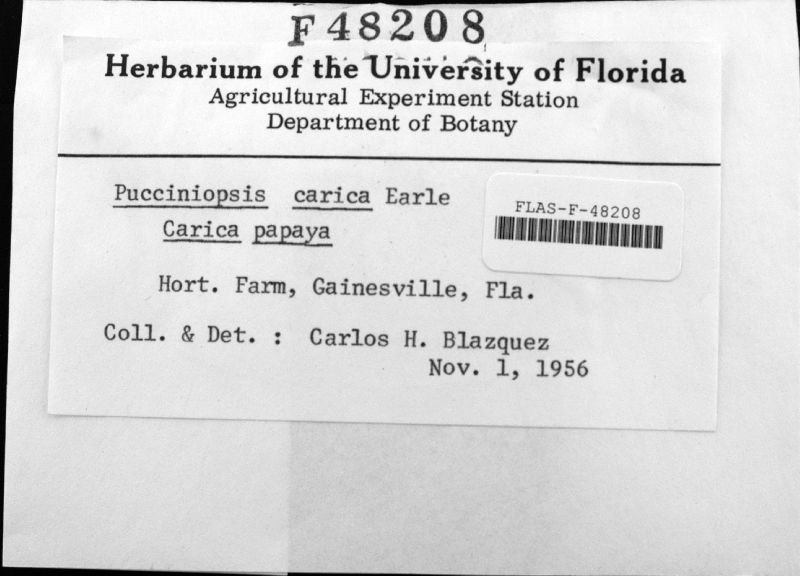 F 48208
Herbarium of the University of Florida
Agricultural Experiment Station
Department of Botany
Pucciniopsis carica Earle
Carica papaya
FLAS-F-48208
Hort. Farm, Gainesville, Fla.
Coll. & Det. : Carlos H. Blazquez
Nov. 1, 1956